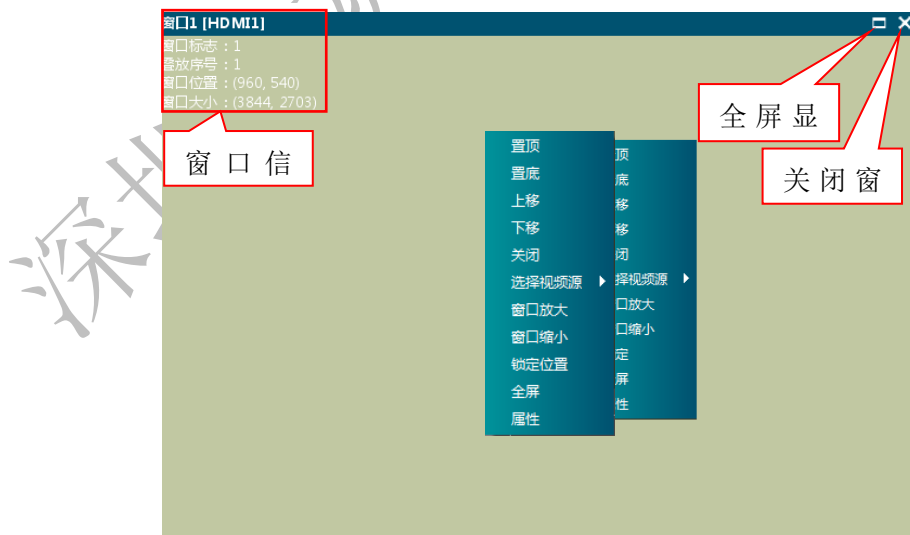 窗口1 [HDMI1]
窗口标志：1
叠放序号：1
窗口位置：(960, 540)
窗口大小：(3844, 2703)
全屏显
窗口信
关闭窗
置顶
置底
上移
下移
关闭
选择视频源
窗口放大
窗口缩小
锁定位置
全屏
属性
顶
底
移
移
闭
择视频源
口放大
口缩小
定
屏
性
深圳